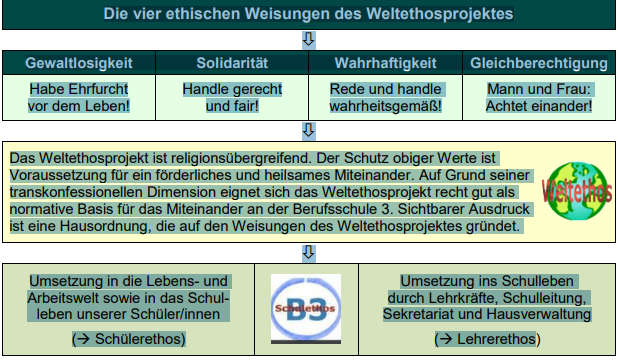 Die vier ethischen Weisungen des Weltethosprojektes
⇩
Gewaltlosigkeit
Habe Ehrfurcht
vor dem Leben!
Solidarität
Handle gerecht
und fair!
Wahrhaftigkeit
Rede und handle
wahrheitsgemäß!
Gleichberechtigung
Mann und Frau:
Achtet einander!
⇩
Das Weltethosprojekt ist religionsübergreifend. Der Schutz obiger Werte ist
Voraussetzung für ein förderliches und heilsames Miteinander. Auf Grund seiner
transkonfessionellen Dimension eignet sich das Weltethosprojekt recht gut als
normative Basis für das Miteinander an der Berufsschule 3. Sichtbarer Ausdruck
ist eine Hausordnung, die auf den Weisungen des Weltethosprojektes gründet.
Weltethos
⇩
Umsetzung in die Lebens- und
Arbeitswelt sowie in das Schul-
leben unserer Schüler/innen
(→ Schülerethos)
Schulethos
B3
Umsetzung ins Schulleben
durch Lehrkräfte, Schulleitung,
Sekretariat und Hausverwaltung
(→ Lehrerethos)